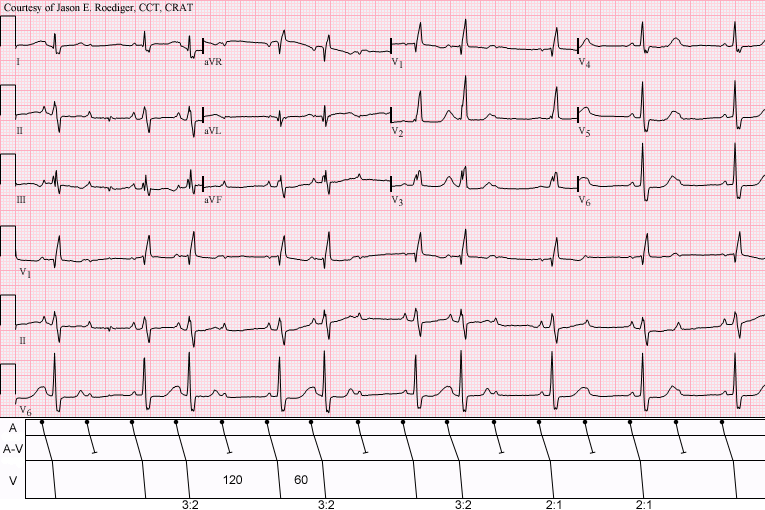 Courtesy of Jason E. Roediger, CCT, CRAT
I aVR V1 V4
II aVL V2 V5
III aVF V3 V6
V1
II
V6
A
A-V
V 120 60
3:2 3:2 3:2 2:1 2:1